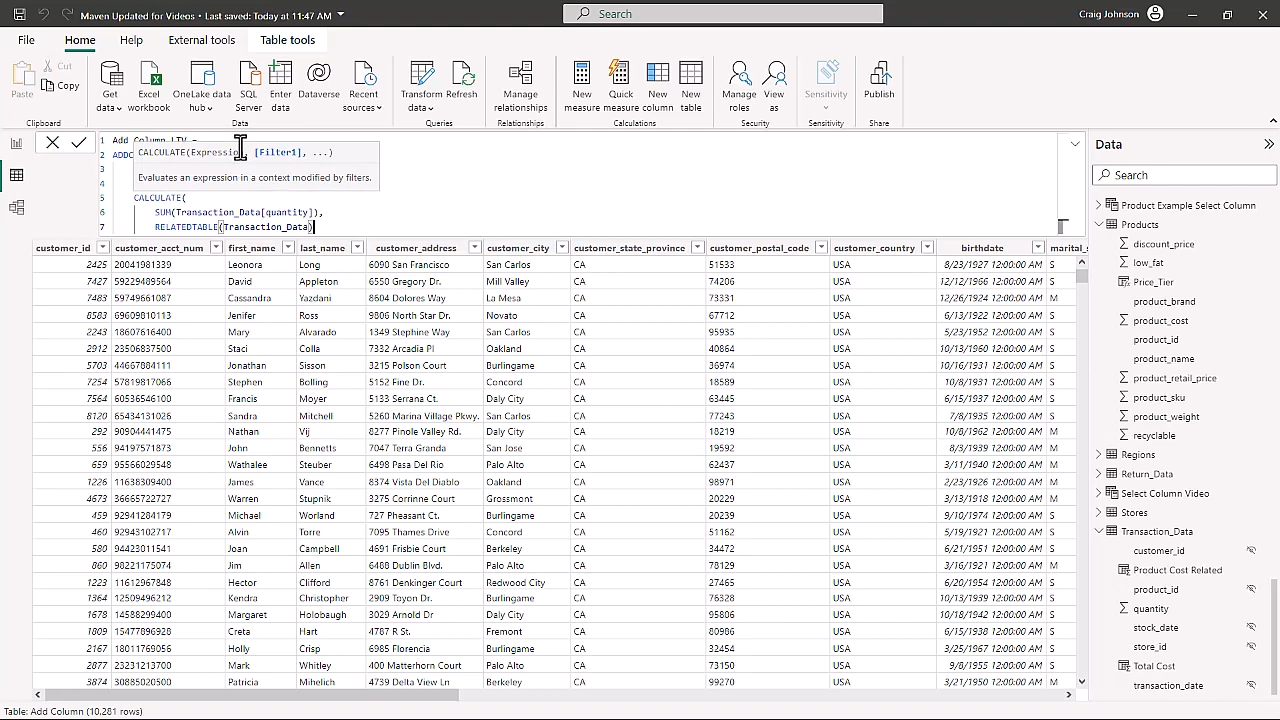 Maven Updated for Videos • Last saved: Today at 11:47 AM
Search
Craig Johnson
File Home Help External tools Table tools
Paste
Cut
Copy
Get data
Excel workbook
OneLake data hub
SQL Server
Enter data
Dataverse
Recent sources
Transform data
Refresh
Manage relationships
New measure
Quick measure
New column
New table
Manage roles
View as
Sensitivity
Publish
Clipboard Data Queries Relationships Calculations Security Sensitivity Share
1 Add Column LTV =
2 ADDC
CALCULATE(Expression, [Filter1], ...)
Evaluates an expression in a context modified by filters.
4
5 CALCULATE(
6 SUM(Transaction_Data[quantity]),
7 RELATEDTABLE(Transaction_Data)
customer_id customer_acct_num first_name last_name customer_address customer_city customer_state_province customer_postal_code customer_country birthdate marital_s
2425 20041981339 Leonora Long 6090 San Francisco San Carlos CA 51533 USA 8/23/1927 12:00:00 AM S
7427 59229489564 David Appleton 6507 Gregory Dr. Mill Valley CA 74206 USA 12/12/1966 12:00:00 AM S
7483 59749661087 Cassandra Yazdani 8604 Dolores Way La Mesa CA 73331 USA 12/26/1924 12:00:00 AM M
8583 69609810113 Jenifer Ross 9806 North Star Dr. Novato CA 67712 USA 6/13/1922 12:00:00 AM S
2243 18607616400 Mary Alvarado 1349 Stephine Way San Carlos CA 95935 USA 5/23/1952 12:00:00 AM S
2912 23506837500 Staci Colla 7332 Arcadia Pl Oakland CA 40864 USA 10/13/1960 12:00:00 AM S
5703 44667884111 Jonathan Sisson 3215 Polson Court Burlingame CA 36974 USA 10/16/1931 12:00:00 AM S
7254 57819817066 Stephen Bolling 5152 Fine Dr. Concord CA 18589 USA 10/8/1931 12:00:00 AM S
7564 60536546100 Francis Moyer 5133 Serrana Ct. Daly City CA 63445 USA 6/15/1937 12:00:00 AM S
8120 65434131026 Sandra Mitchell 5260 Marina Village Pkwy. San Carlos CA 77243 USA 7/8/1935 12:00:00 AM S
292 90904441475 Nathan Vij 8277 Pinole Valley Rd. Daly City CA 18219 USA 10/8/1962 12:00:00 AM M
556 94197571873 John Bennetts 7047 Terra Granda San Jose CA 19592 USA 8/3/1939 12:00:00 AM M
659 95566029548 Wathalee Steuber 6498 Pasa Del Rio Palo Alto CA 62437 USA 3/11/1940 12:00:00 AM M
1226 11638309400 James Vance 8374 Vista Del Diablo Oakland CA 98971 USA 2/23/1926 12:00:00 AM M
4673 36665722727 Warren Stupnik 3275 Corrinne Court Grossmont CA 20229 USA 3/13/1918 12:00:00 AM M
459 92941284179 Michael Worland 527 Pheasant Ct. Burlingame CA 20239 USA 9/10/1974 12:00:00 AM S
460 92943102717 Alvin Torre 7095 Thames Drive Concord CA 51162 USA 5/19/1921 12:00:00 AM S
580 94423011541 Joan Campbell 4691 Frisbie Court Berkeley CA 34472 USA 6/21/1951 12:00:00 AM S
860 98221175074 Jim Allen 6488 Dublin Blvd. Palo Alto CA 78129 USA 3/16/1921 12:00:00 AM M
1223 11612967848 Hector Clifford 8761 Denkinger Court Redwood City CA 27465 USA 6/20/1954 12:00:00 AM S
1364 12509496212 Kendra Christopher 2909 Toyon Dr. Burlingame CA 76328 USA 10/13/1939 12:00:00 AM S
1678 14588299400 Margaret Holobaugh 3029 Arnold Dr Daly City CA 95806 USA 10/18/1942 12:00:00 AM S
1809 15477896928 Creta Hart 4787 R St. Fremont CA 80986 USA 6/15/1938 12:00:00 AM S
2167 18011769056 Holly Crisp 6985 Florencia Burlingame CA 32454 USA 3/25/1967 12:00:00 AM S
2877 23231213700 Mark Whitley 400 Matterhorn Court Palo Alto CA 73150 USA 9/8/1955 12:00:00 AM S
3874 30885020500 Patricia Mihelich 4739 Delta View Ln Berkeley CA 99270 USA 3/21/1950 12:00:00 AM M
Table: Add Column (10,281 rows)
Data
Search
Product Example Select Column
Products
discount_price
low_fat
Price_Tier
product_brand
product_cost
product_id
product_name
product_retail_price
product_sku
product_weight
recyclable
Regions
Return_Data
Select Column Video
Stores
Transaction_Data
customer_id
Product Cost Related
product_id
quantity
stock_date
store_id
Total Cost
transaction_date